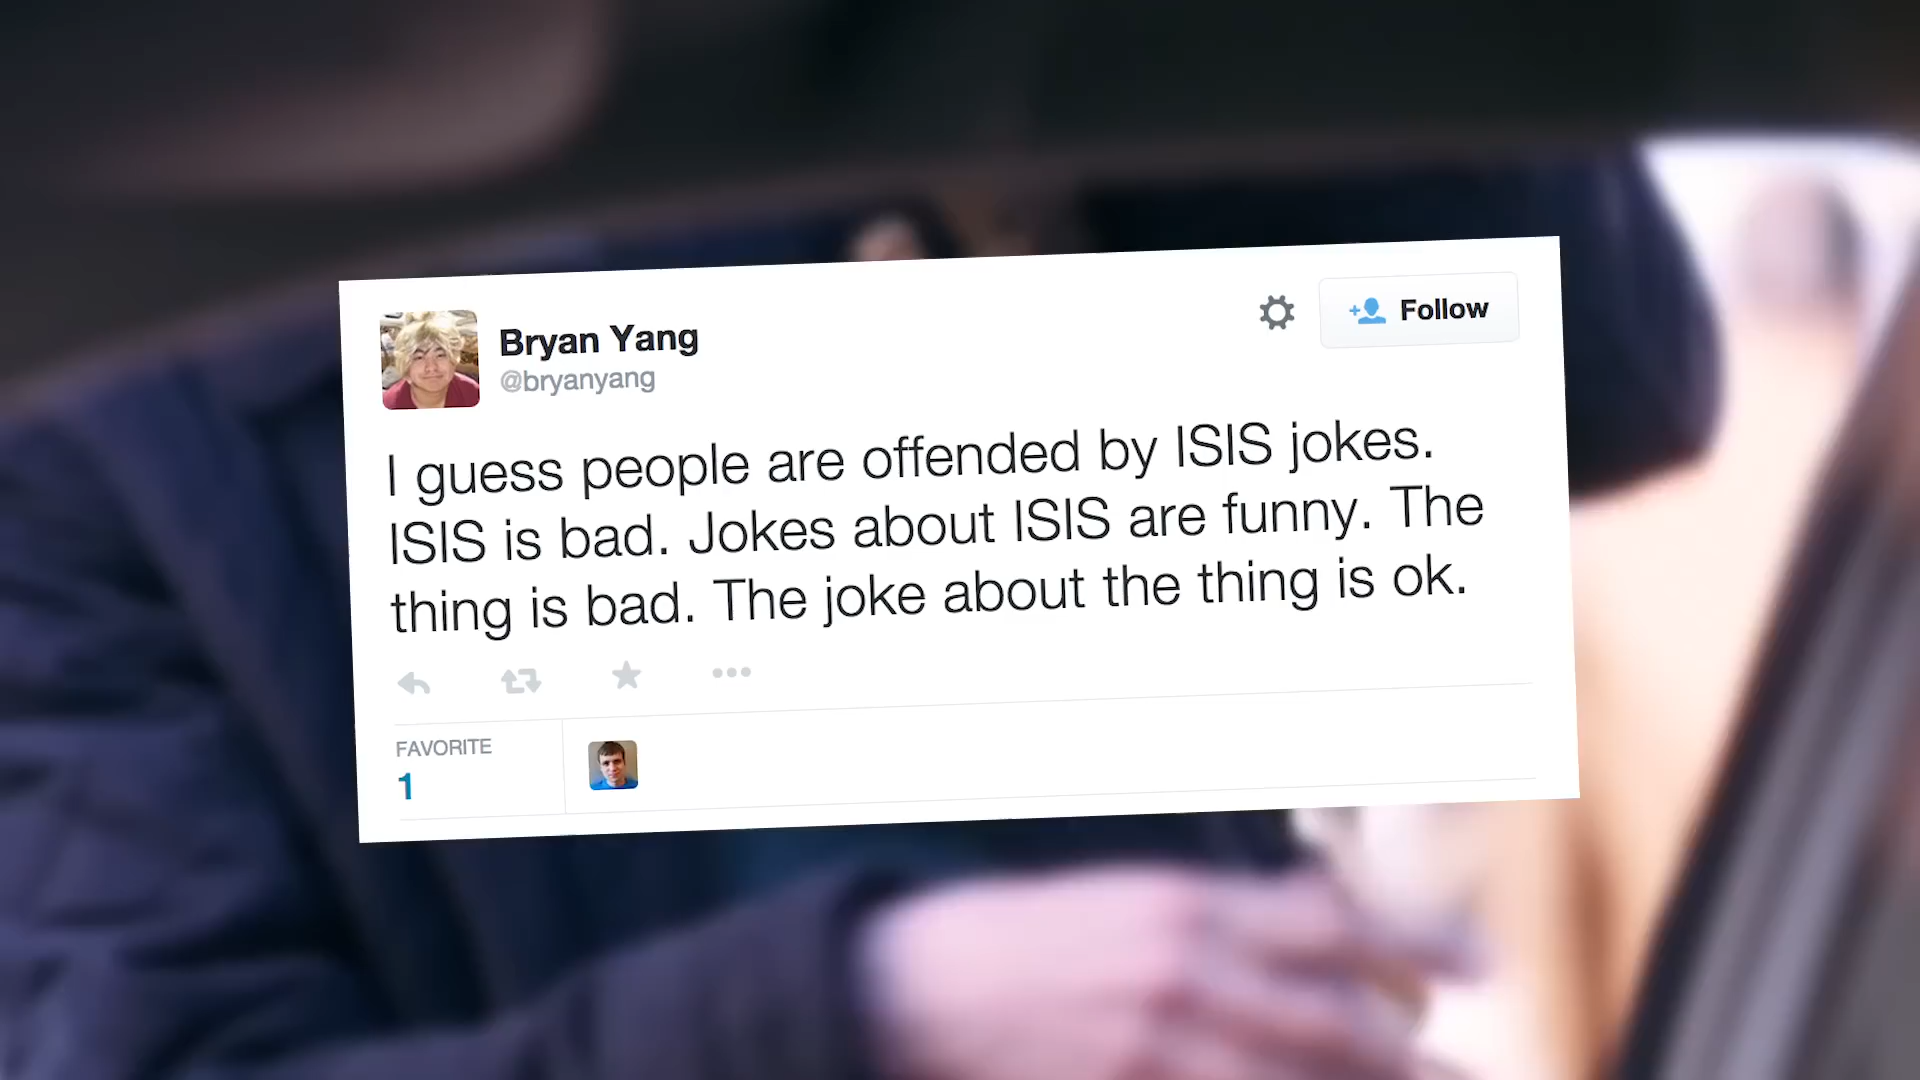 Bryan Yang
@bryanyang
Follow
I guess people are offended by ISIS jokes.
ISIS is bad. Jokes about ISIS are funny. The
thing is bad. The joke about the thing is ok.
FAVORITE
1